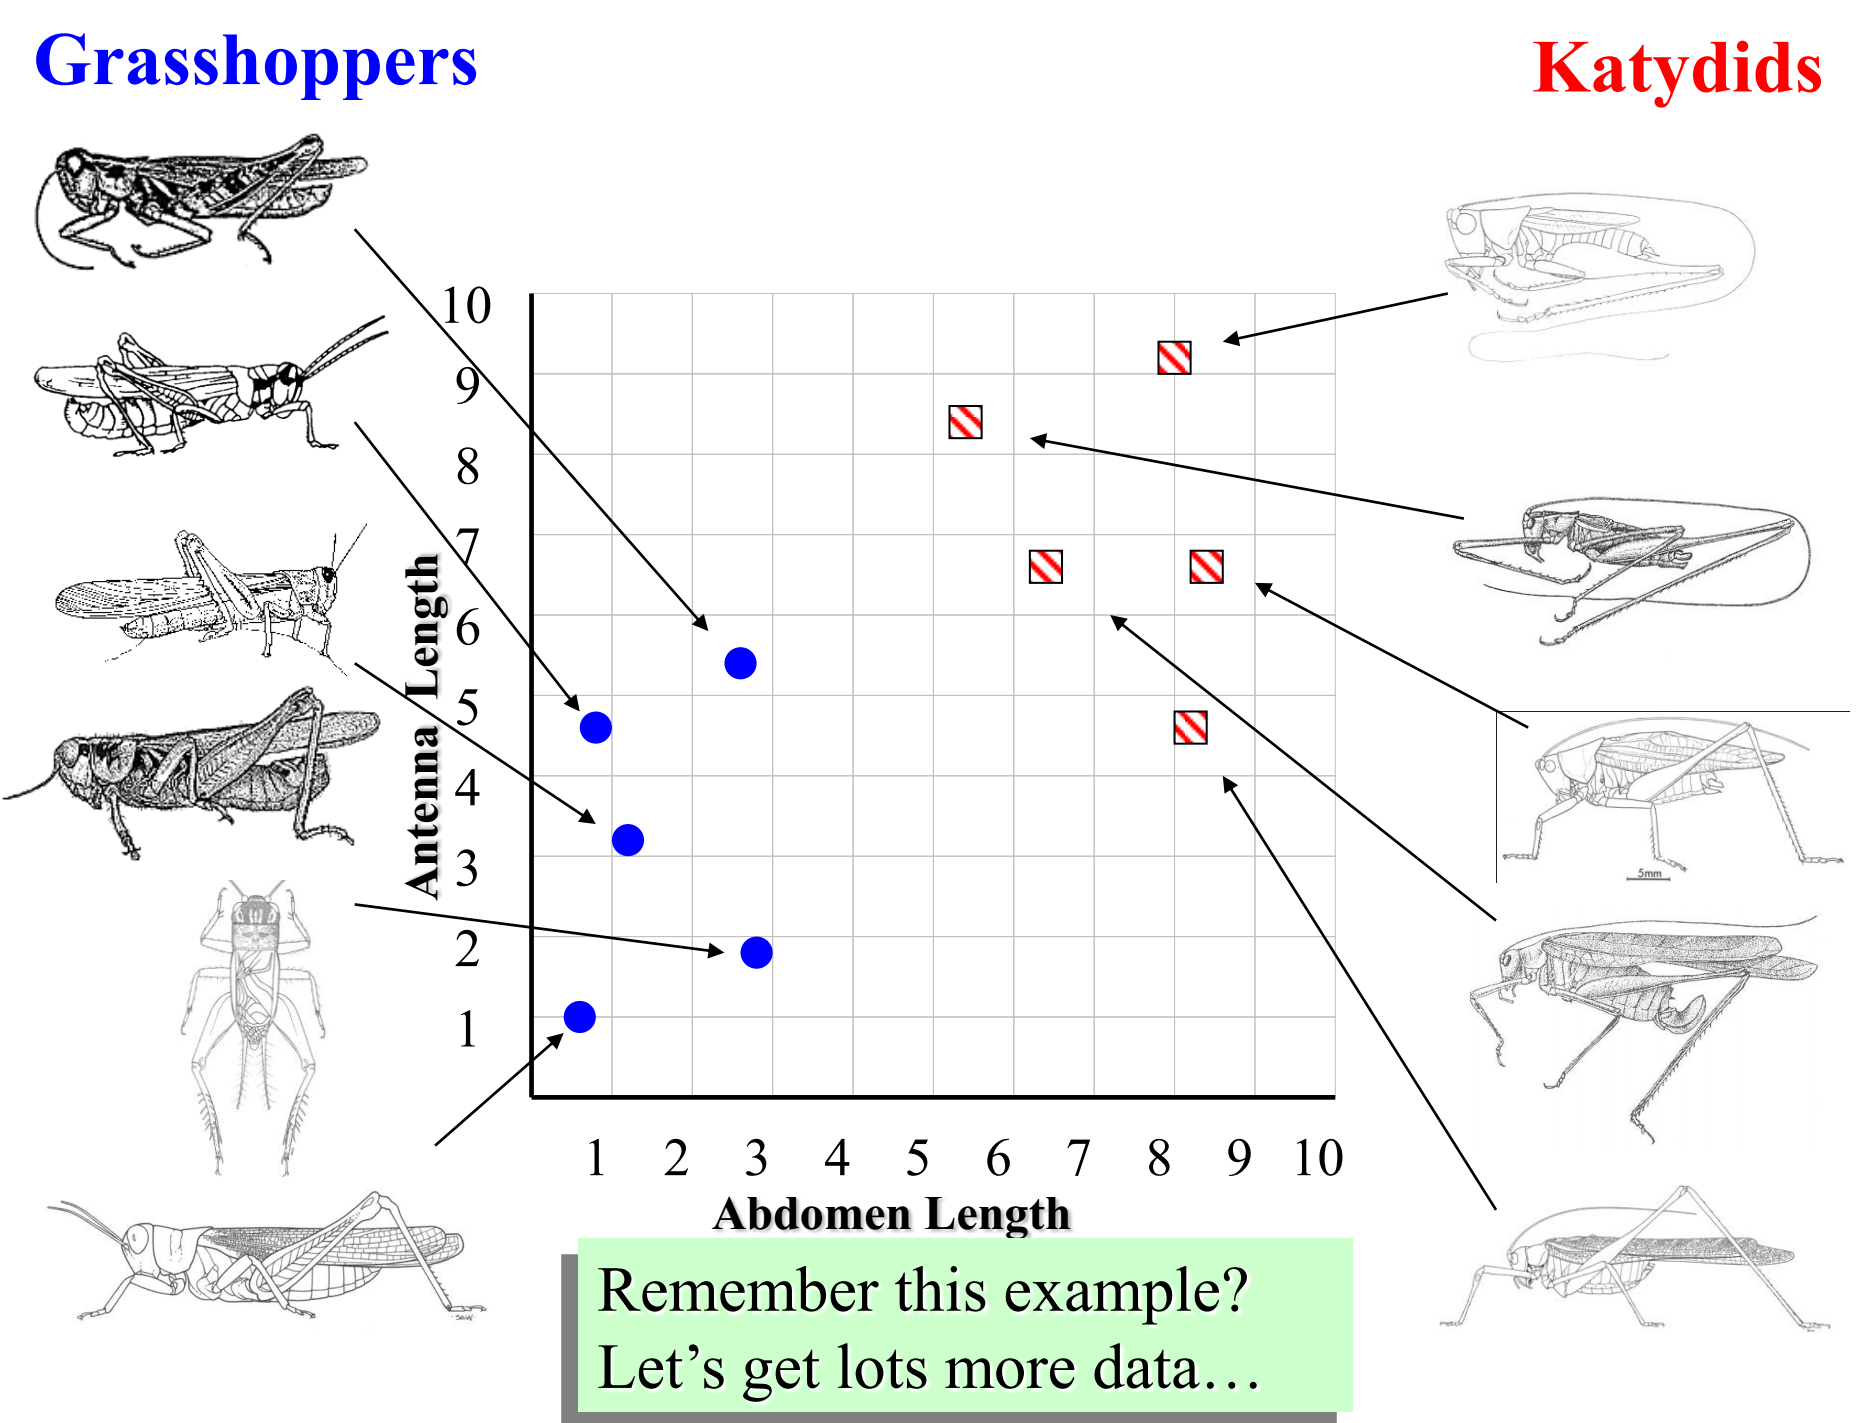 Grasshoppers
Katydids
10
9
8
7
6
5
4
3
2
1
Antenna Length
1 2 3 4 5 6 7 8 9 10
Abdomen Length
5mm
Remember this example?
Let’s get lots more data…